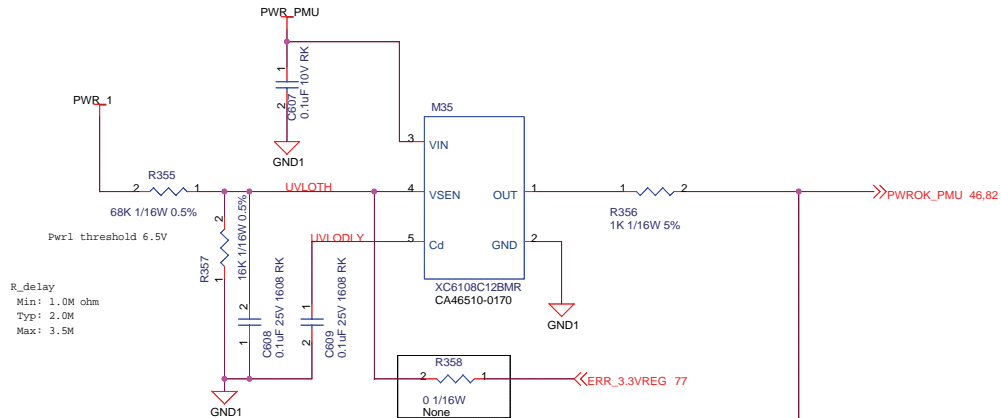 PWR_PMU
1
2
C607
0.1uF 10V RK
GND1
PWR_1
M35
3
VIN
2
R355
1
UVLOTH
4
VSEN
OUT
1
1
2
PWROK_PMU 46,82
68K 1/16W 0.5%
R356
1K 1/16W 5%
Pwr1 threshold 6.5V
2
R357
1
16K 1/16W 0.5%
UVLODLY
5
Cd
GND
2
XC6108C12BMR
CA46510-0170
GND1
R_delay
Min: 1.0M ohm
Typ: 2.0M
Max: 3.5M
2
1
C608
0.1uF 25V 1608 RK
1
2
C609
0.1uF 25V 1608 RK
GND1
R358
2
1
0 1/16W
None
ERR_3.3VREG 77